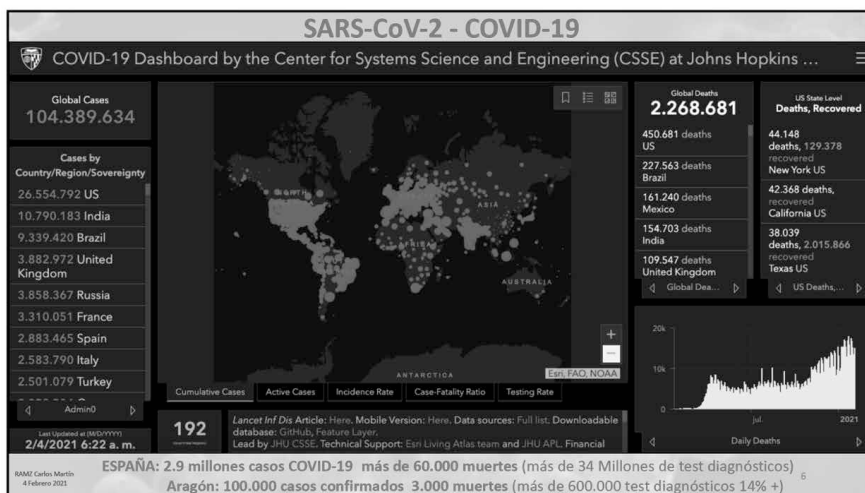 SARS-CoV-2 - COVID-19
COVID-19 Dashboard by the Center for Systems Science and Engineering (CSSE) at Johns Hopkins ...
Global Cases
104.389.634
Cases by
Country/Region/Sovereignty
26.554.792 US
10.790.183 India
9.339.420 Brazil
3.882.972 United
Kingdom
3.858.367 Russia
3.310.051 France
2.883.465 Spain
2.583.790 Italy
2.501.079 Turkey
Admin0
Last Updated at (M/D/YYYY)
2/4/2021 6:22 a. m.
NORTH
ASIA
AFRICA
AUSTRALIA
ANTARCTICA
Esri, FAO, NOAA
Cumulative Cases
Active Cases
Incidence Rate
Case-Fatality Ratio
Testing Rate
192
Lancet Inf Dis Article: Here. Mobile Version: Here. Data sources: Full list. Downloadable
database: GitHub, Feature Layer.
Lead by JHU CSSE. Technical Support: Esri Living Atlas team and JHU APL. Financial
Global Deaths
2.268.681
450.681 deaths
US
227.563 deaths
Brazil
161.240 deaths
Mexico
154.703 deaths
India
109.547 deaths
United Kingdom
Global Dea...
US State Level
Deaths, Recovered
44.148
deaths, 129.378
recovered
New York US
42.368 deaths,
recovered
California US
38.039
deaths, 2.015.866
recovered
Texas US
US Deaths,...
20k
10k
0
jul.
2021
Daily Deaths
RAMZ Carlos Martín
4 Febrero 2021
ESPAÑA: 2.9 millones casos COVID-19 más de 60.000 muertes (más de 34 Millones de test diagnósticos)
Aragón: 100.000 casos confirmados 3.000 muertes (más de 600.000 test diagnósticos 14% +)
6